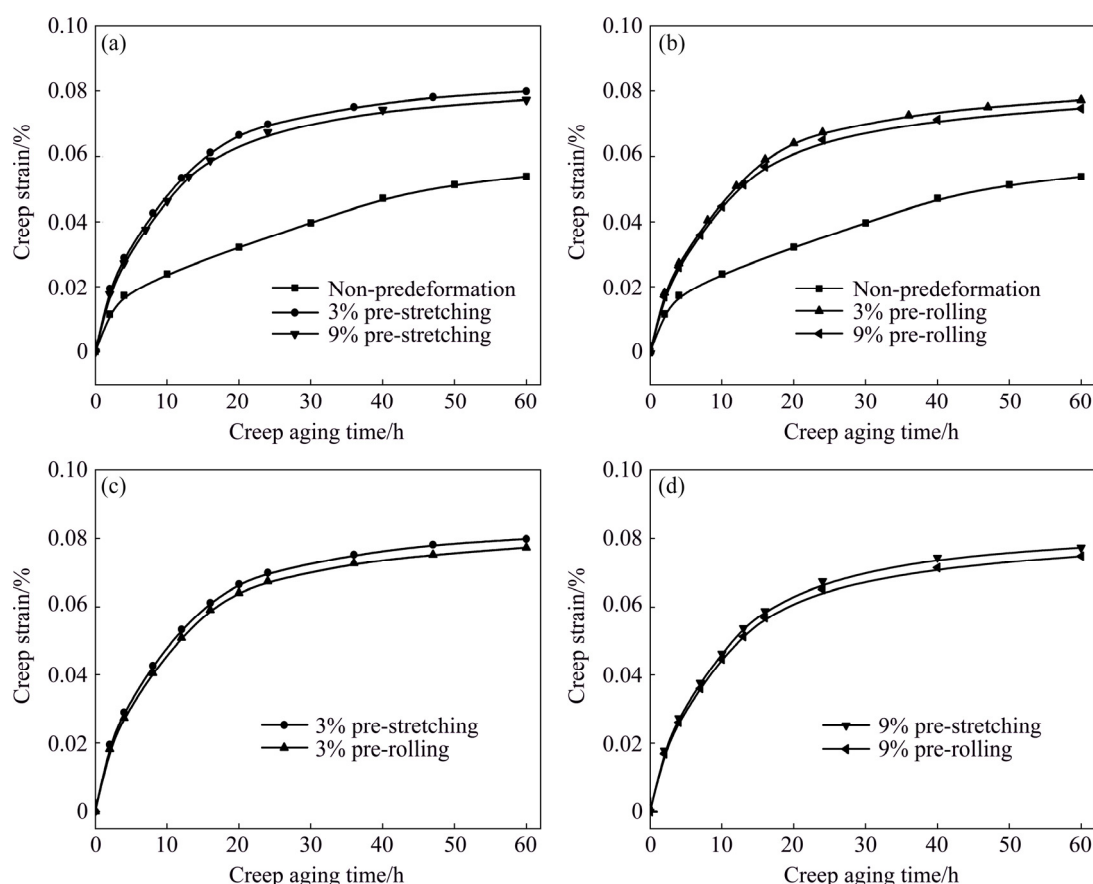 (a)
0.10
0.08
0.06
0.04
0.02
0
Creep strain/%
Non-predeformation
3% pre-stretching
9% pre-stretching
0 10 20 30 40 50 60
Creep aging time/h
(b)
0.10
0.08
0.06
0.04
0.02
0
Creep strain/%
Non-predeformation
3% pre-rolling
9% pre-rolling
0 10 20 30 40 50 60
Creep aging time/h
(c)
0.10
0.08
0.06
0.04
0.02
0
Creep strain/%
3% pre-stretching
3% pre-rolling
0 10 20 30 40 50 60
Creep aging time/h
(d)
0.10
0.08
0.06
0.04
0.02
0
Creep strain/%
9% pre-stretching
9% pre-rolling
0 10 20 30 40 50 60
Creep aging time/h